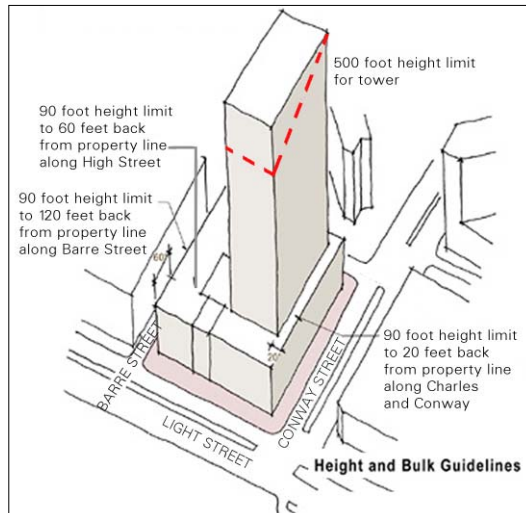 500 foot height limit
for tower
90 foot height limit
to 60 feet back
from property line
along High Street
90 foot height limit
to 120 feet back
from property line
along Barre Street
60'
20'
90 foot height limit
to 20 feet back
from property line
along Charles
and Conway
BARRE STREET
LIGHT STREET
CONWAY STREET
Height and Bulk Guidelines